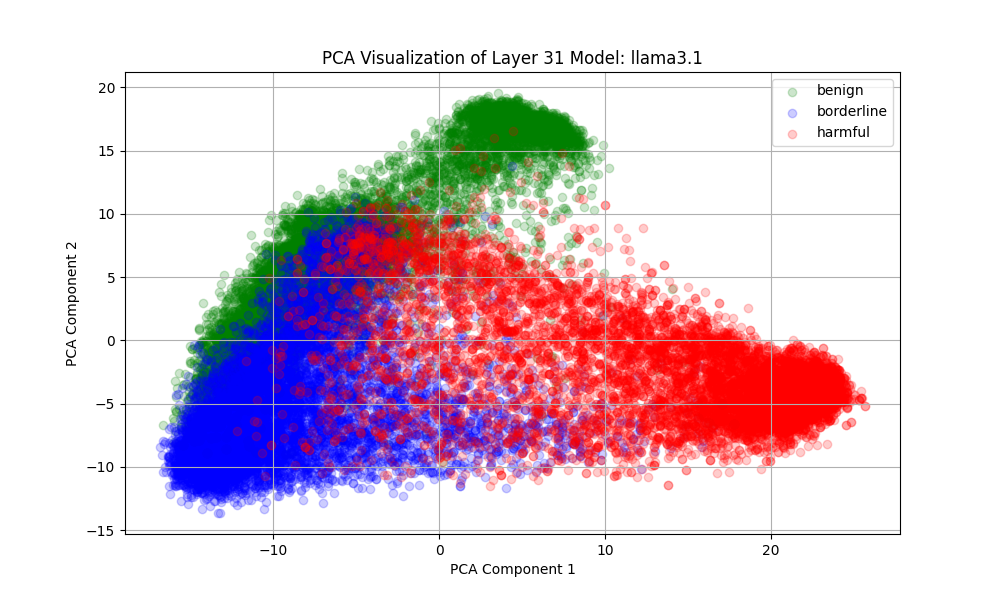 PCA Visualization of Layer 31 Model: llama3.1
benign
borderline
harmful
20
15
10
5
0
−5
−10
−15
PCA Component 2
−10
0
10
20
PCA Component 1